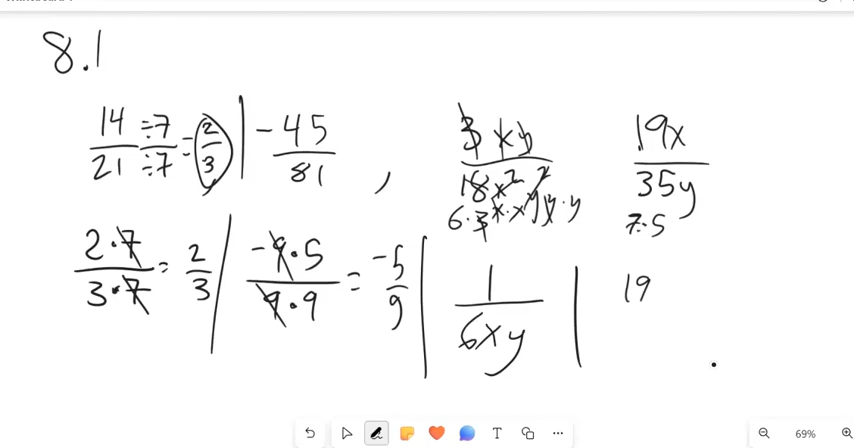 8.1
14/21 ÷7/÷7 = 2/3 | -45/81 , 3xy/18x²y² 19x/35y
6·3·x·x·y·y 7·5
2·7/3·7 = 2/3 | -9·5/9·9 = -5/9 | 1/6xy | 19
T
69%